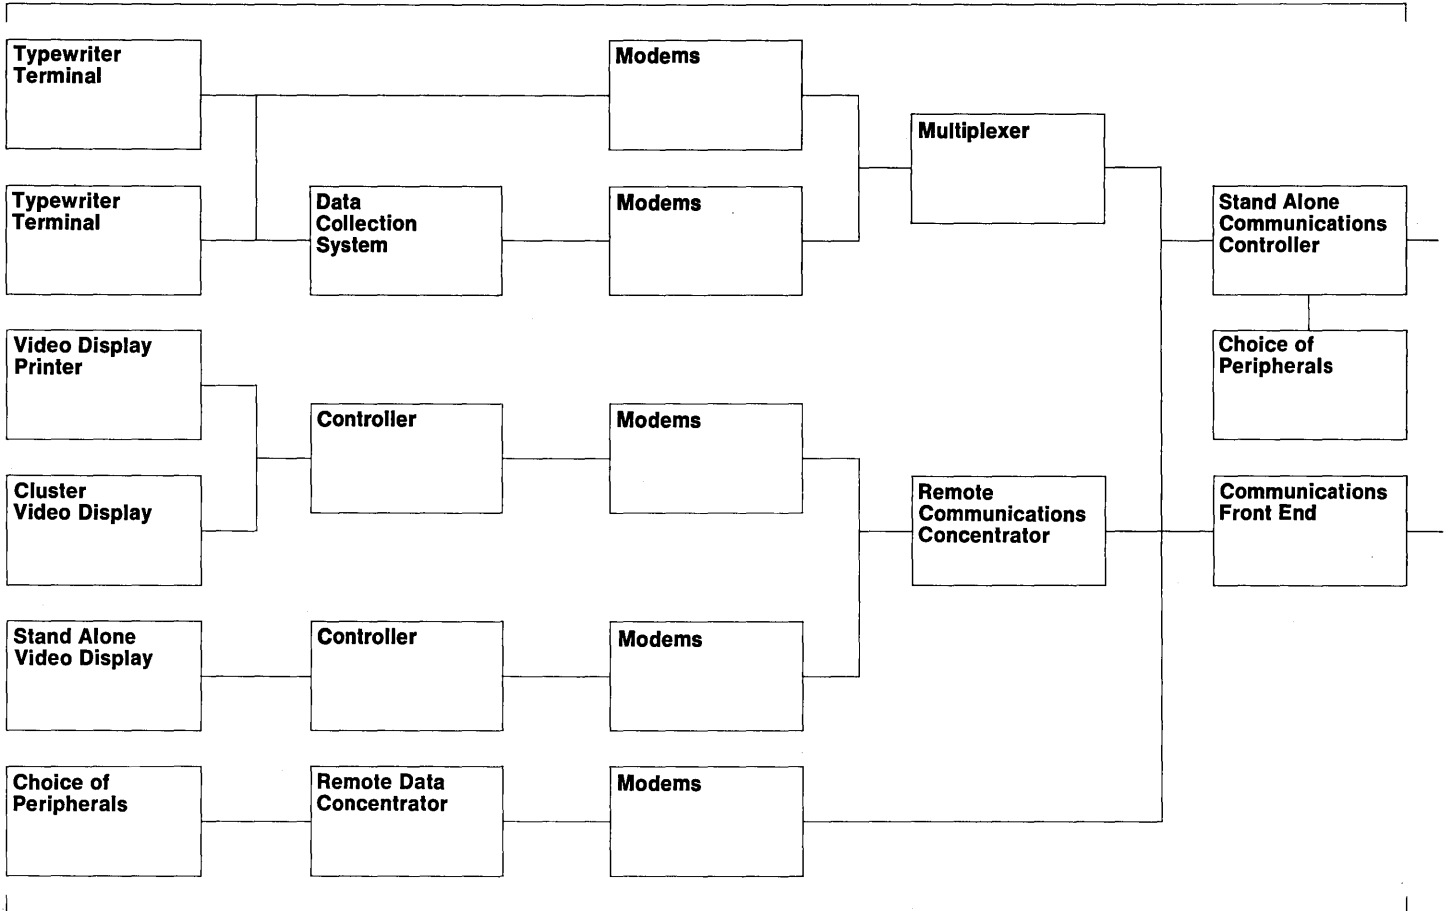 Typewriter
Terminal
Modems
Multiplexer
Typewriter
Terminal
Data
Collection
System
Modems
Stand Alone
Communications
Controller
Video Display
Printer
Choice of
Peripherals
Controller
Modems
Cluster
Video Display
Remote
Communications
Concentrator
Communications
Front End
Stand Alone
Video Display
Controller
Modems
Choice of
Peripherals
Remote Data
Concentrator
Modems